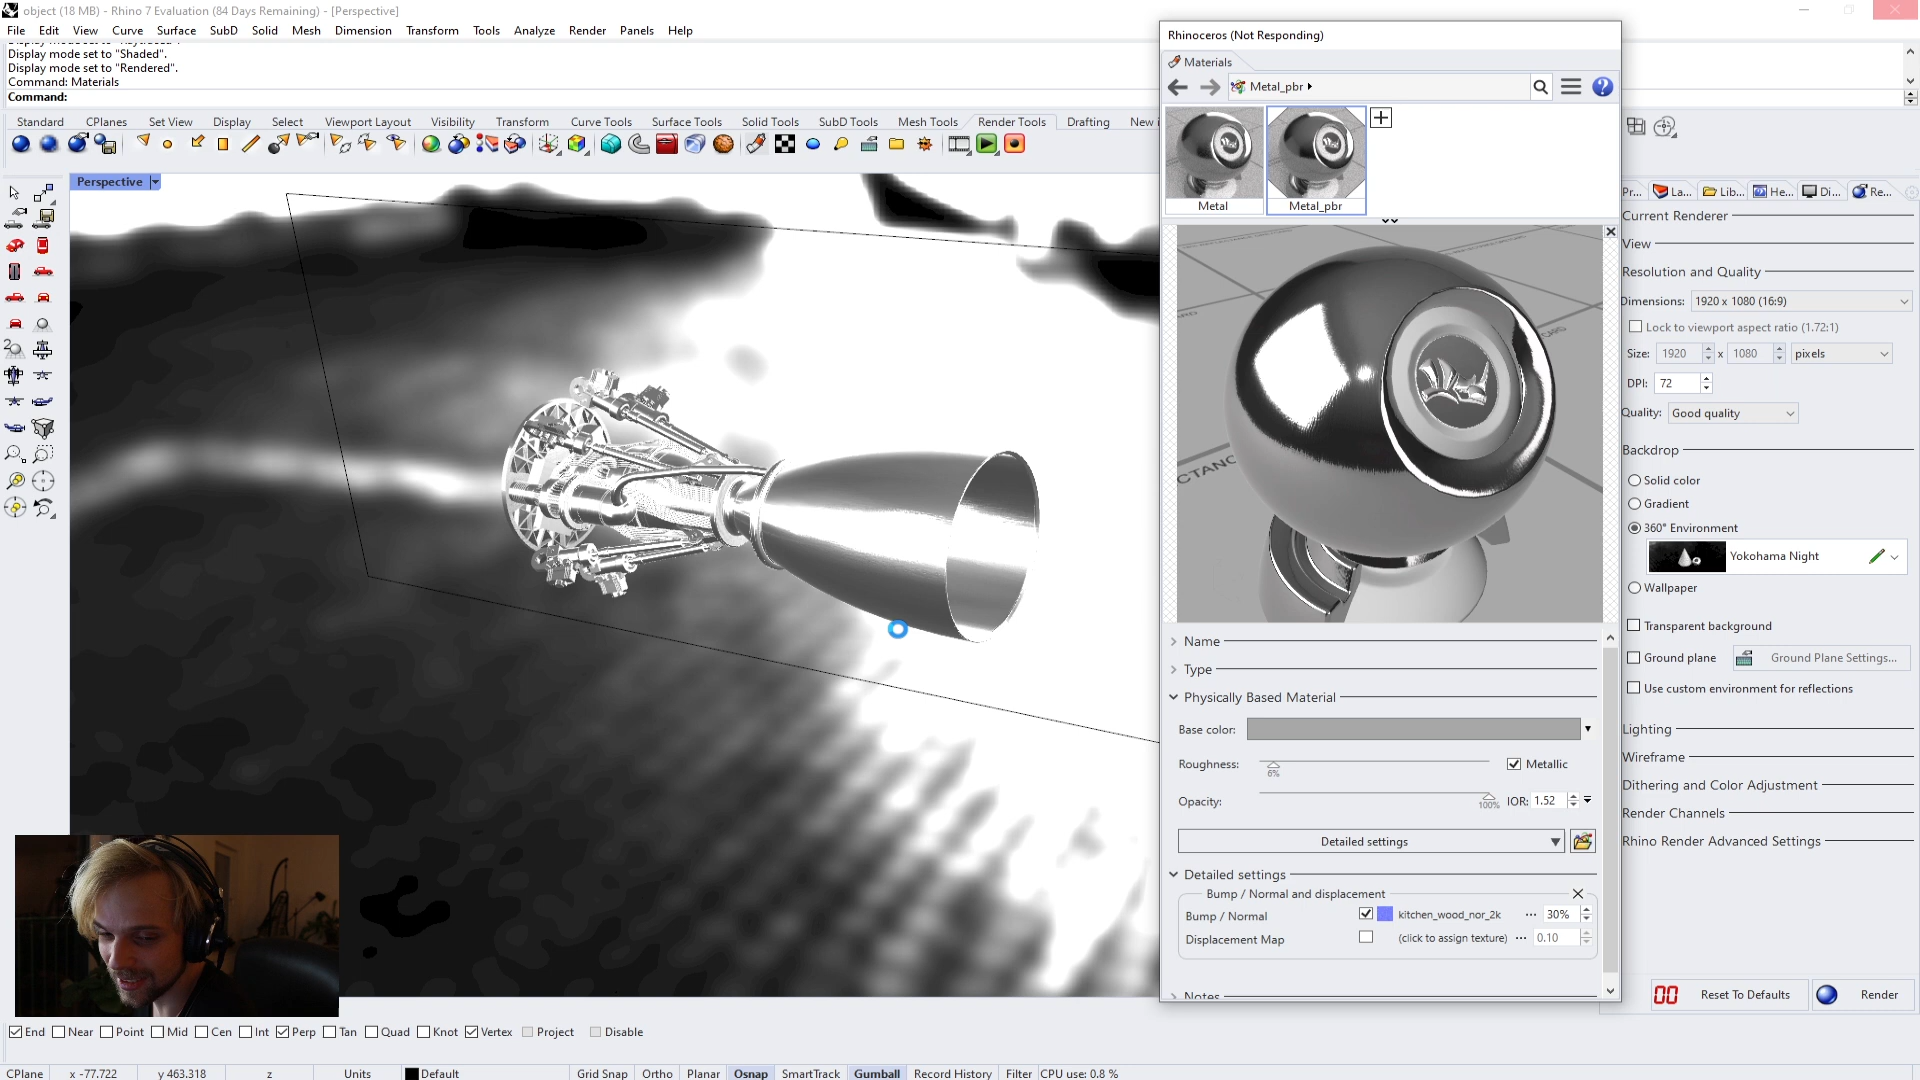 object (18 MB) - Rhino 7 Evaluation (84 Days Remaining) - [Perspective]
File Edit View Curve Surface SubD Solid Mesh Dimension Transform Tools Analyze Render Panels Help
Display mode set to "Shaded".
Display mode set to "Rendered".
Command: Materials
Command:
Standard CPlanes Set View Display Select Viewport Layout Visibility Transform Curve Tools Surface Tools Solid Tools SubD Tools Mesh Tools Render Tools Drafting New i
Perspective
Rhinoceros (Not Responding)
Materials
Metal_pbr
Metal Metal_pbr
Name
Type
Physically Based Material
Base color:
Roughness: 6% Metallic
Opacity: 100% IOR: 1.52
Detailed settings
Detailed settings
Bump / Normal and displacement
Bump / Normal kitchen_wood_nor_2k ... 30%
Displacement Map (click to assign texture) ... 0.10
Notes
Pr... La... Lib... He... Di... Re...
Current Renderer
View
Resolution and Quality
Dimensions: 1920 x 1080 (16:9)
Lock to viewport aspect ratio (1.72:1)
Size: 1920 x 1080 pixels
DPI: 72
Quality: Good quality
Backdrop
Solid color
Gradient
360° Environment
Yokohama Night
Wallpaper
Transparent background
Ground plane Ground Plane Settings...
Use custom environment for reflections
Lighting
Wireframe
Dithering and Color Adjustment
Render Channels
Rhino Render Advanced Settings
Reset To Defaults Render
End Near Point Mid Cen Int Perp Tan Quad Knot Vertex Project Disable
CPlane x -77.722 y 463.318 z Units Default Grid Snap Ortho Planar Osnap SmartTrack Gumball Record History Filter CPU use: 0.8 %